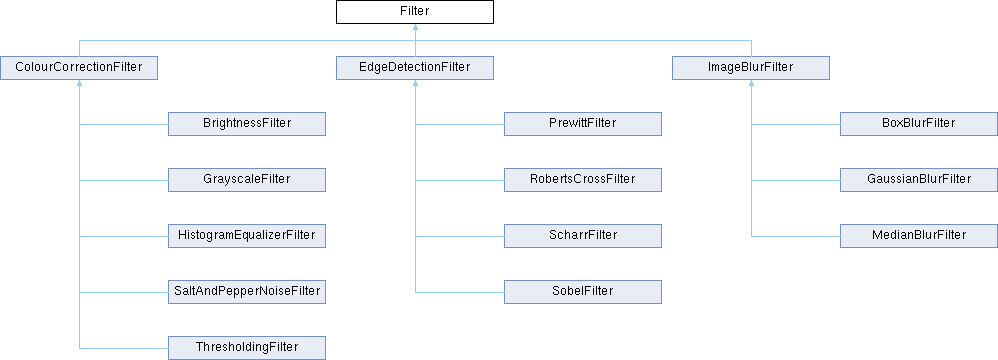 Filter
ColourCorrectionFilter
EdgeDetectionFilter
ImageBlurFilter
BrightnessFilter
PrewittFilter
BoxBlurFilter
GrayscaleFilter
RobertsCrossFilter
GaussianBlurFilter
HistogramEqualizerFilter
ScharrFilter
MedianBlurFilter
SaltAndPepperNoiseFilter
SobelFilter
ThresholdingFilter